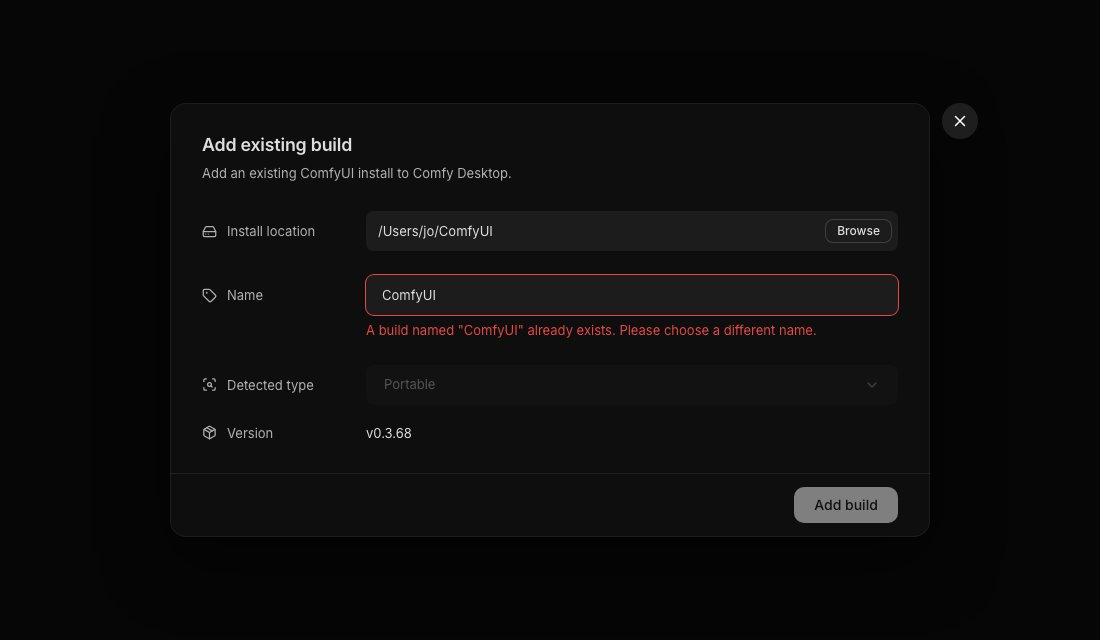 Add existing build
Add an existing ComfyUI install to Comfy Desktop.
Install location
/Users/jo/ComfyUI
Browse
Name
ComfyUI
A build named "ComfyUI" already exists. Please choose a different name.
Detected type
Portable
Version
v0.3.68
Add build